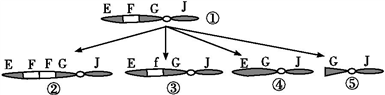 E F G J ①
E F F G J E f G J E G J G J
② ③ ④ ⑤